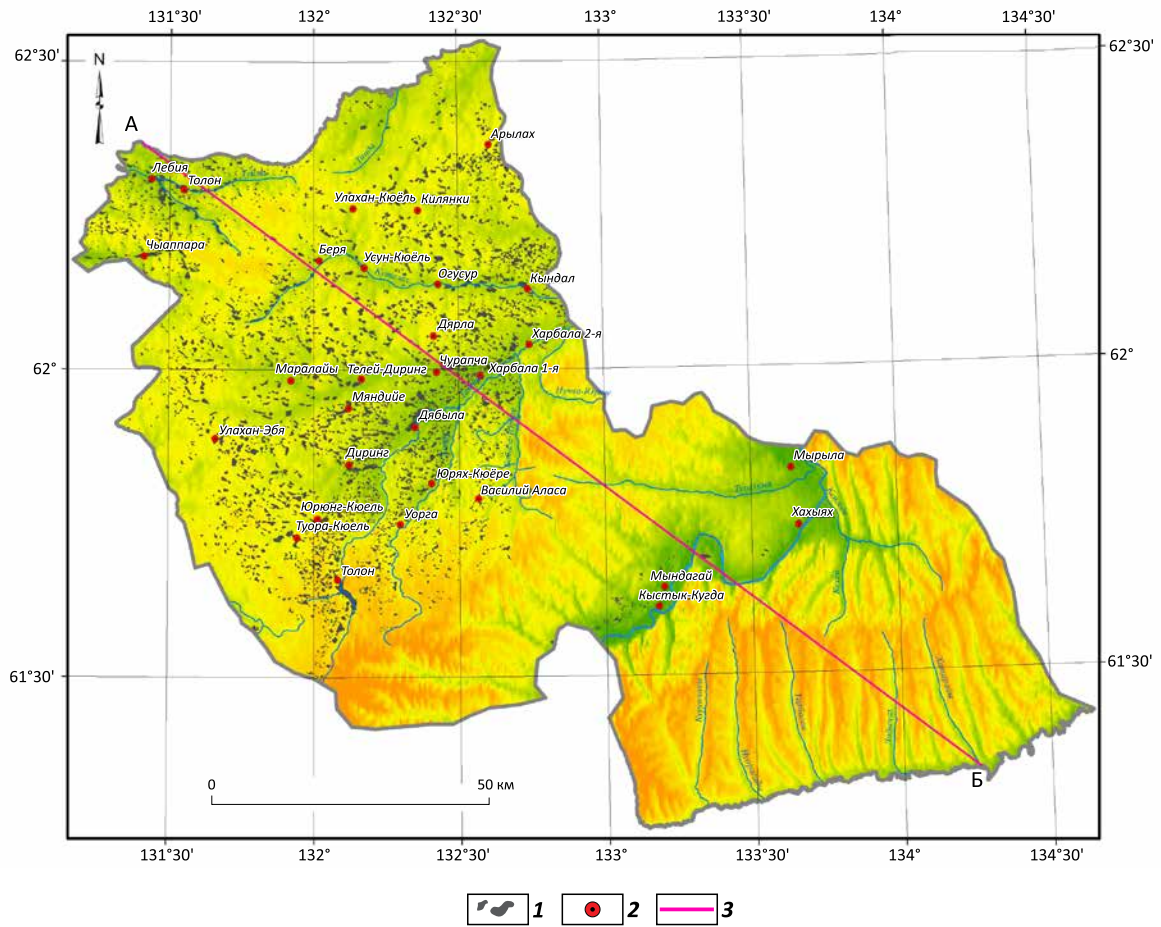 131°30' 132° 132°30' 133° 133°30' 134° 134°30'
62°30' 62°30'
N
А
Арылах
Лебия
Толон
Улахан-Кюёль Килянки
Чыаппара
Беря
Усун-Кюёль
Огусур
Кындал
Дярла
Харбала 2-я
62° 62°
Чурапча
Маралайы Телей-Диринг Харбала 1-я
Мяндийе
Дябыла
Улахан-Эбя
Диринг
Мырыла
Юрях-Кюёре
Василий Аласа
Юрюнг-Кюель
Уорга
Хахыях
Туора-Кюель
Толон
Мындагай
Кыстык-Кугда
61°30' 61°30'
0 50 км
Б
131°30' 132° 132°30' 133° 133°30' 134° 134°30'
1 2 3